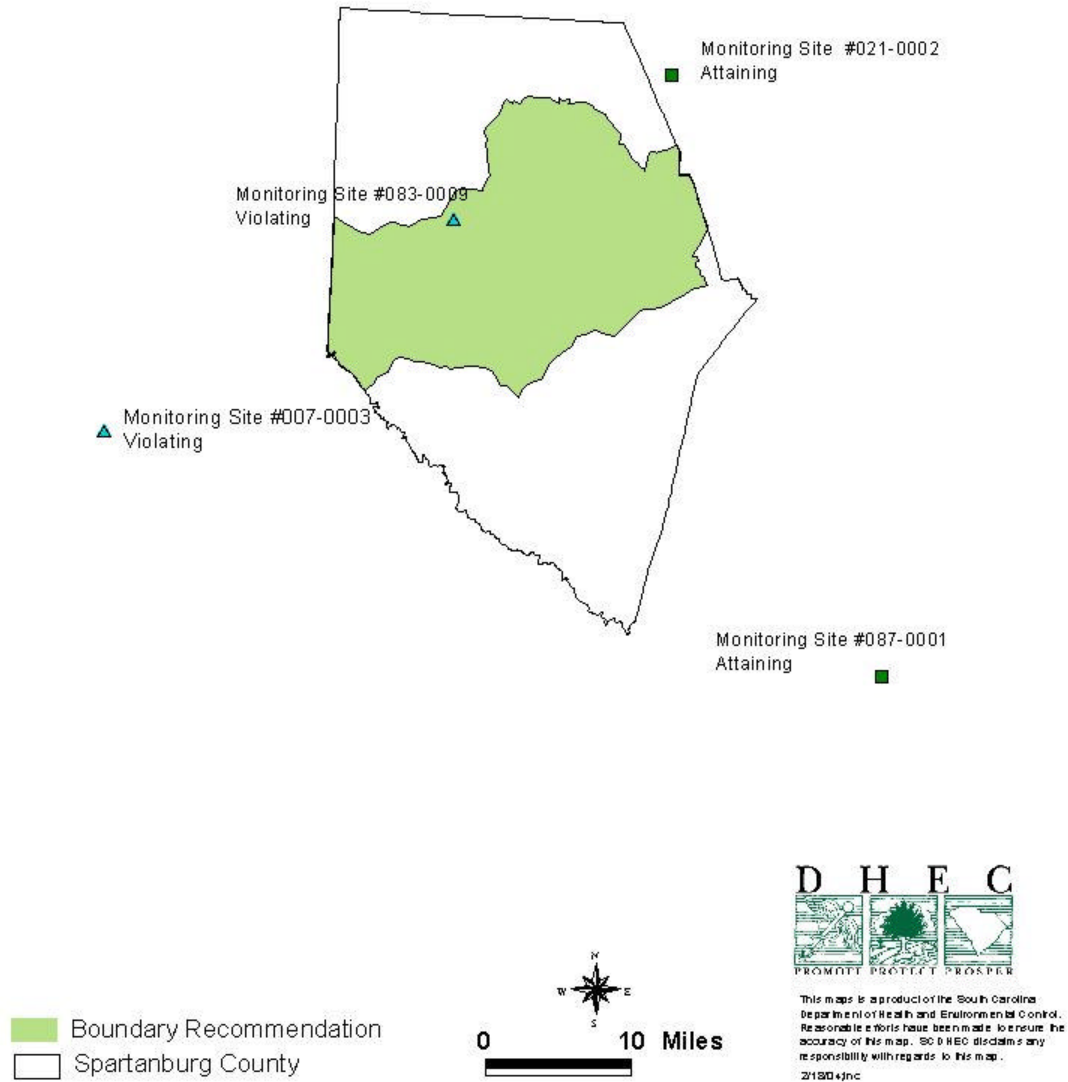 Monitoring Site #021-0002
Attaining
Monitoring Site #083-0009
Violating
Monitoring Site #007-0003
Violating
Monitoring Site #087-0001
Attaining
D H E C
PROMOTE PROTECT PROSPER
N
W E
S
Boundary Recommendation
Spartanburg County
0 10 Miles
This maps is a product of the South Carolina
Department of Health and Environmental Control.
Reasonable efforts have been made to ensure the
accuracy of this map. SCDHEC disclaims any
responsibility with regards to this map.
2/18/04jnc